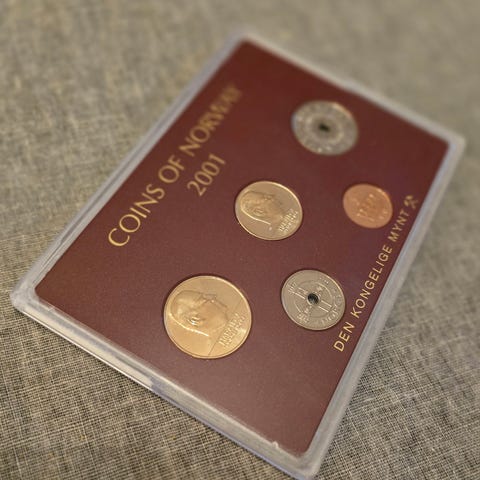 COINS OF NORWAY
2001
DEN KONGELIGE MYNT